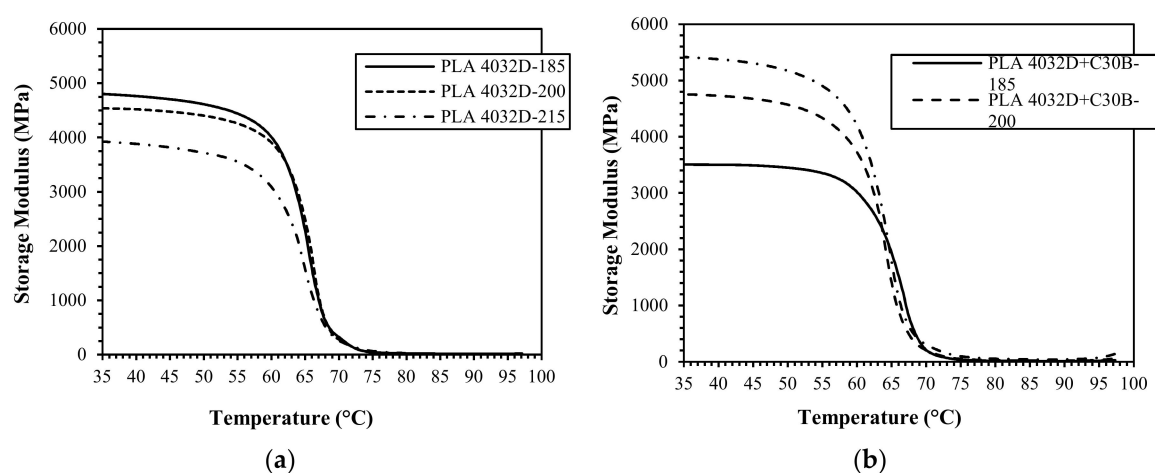 6000
5000
4000
3000
2000
1000
0
Storage Modulus (MPa)
PLA 4032D-185
PLA 4032D-200
PLA 4032D-215
35 40 45 50 55 60 65 70 75 80 85 90 95 100
Temperature (°C)
(a)
6000
5000
4000
3000
2000
1000
0
Storage Modulus (MPa)
PLA 4032D+C30B-
185
PLA 4032D+C30B-
200
35 40 45 50 55 60 65 70 75 80 85 90 95 100
Temperature (°C)
(b)